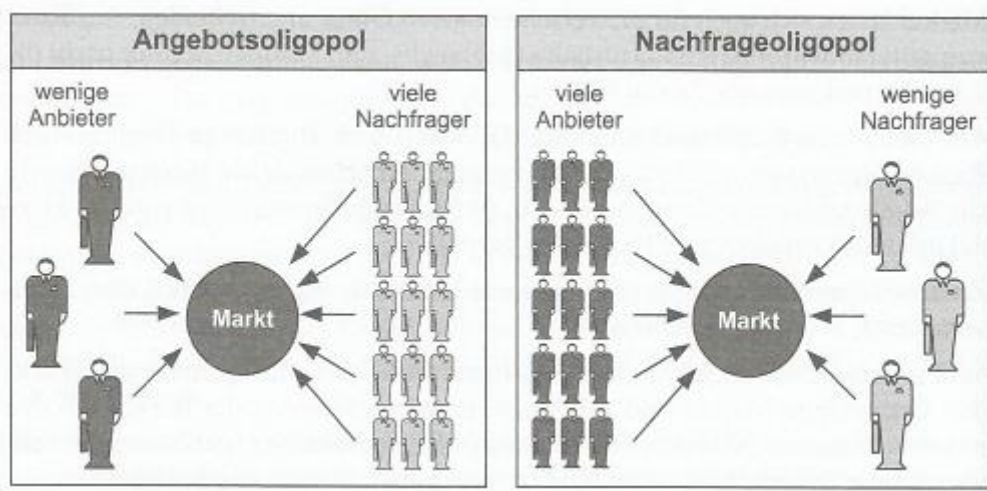 Angebotsoligopol
wenige
Anbieter
viele
Nachfrager
Markt
Nachfrageoligopol
viele
Anbieter
wenige
Nachfrager
Markt